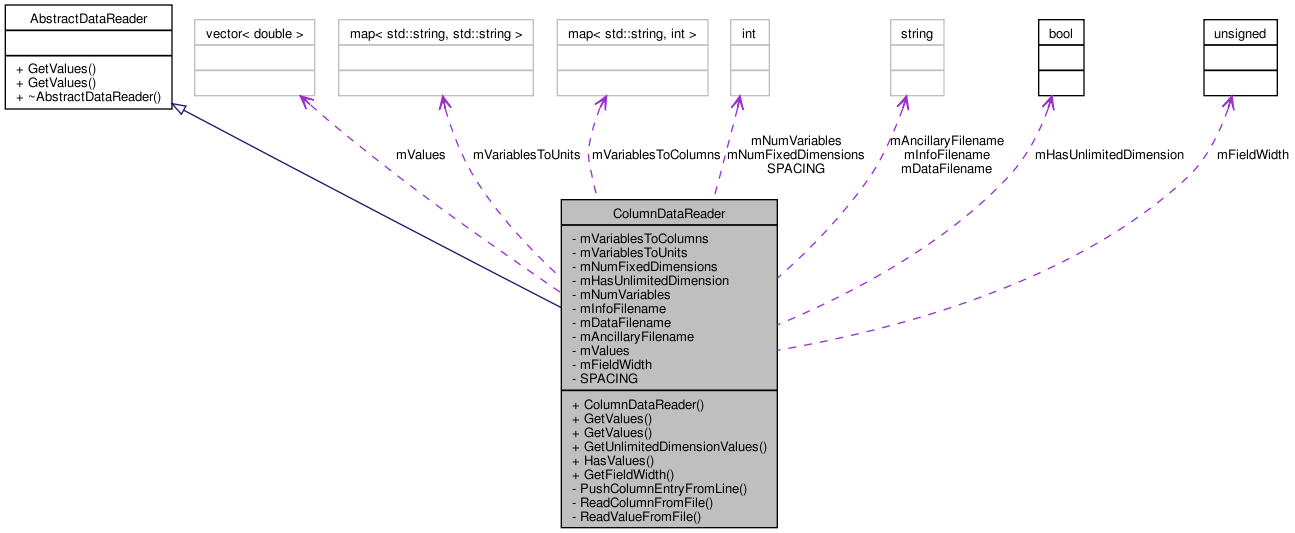 AbstractDataReader
+ GetValues()
+ GetValues()
+ ~AbstractDataReader()
vector< double >
map< std::string, std::string >
map< std::string, int >
int
string
bool
unsigned
mValues
mVariablesToUnits
mVariablesToColumns
mNumVariables
mNumFixedDimensions
SPACING
mAncillaryFilename
mInfoFilename
mDataFilename
mHasUnlimitedDimension
mFieldWidth
ColumnDataReader
- mVariablesToColumns
- mVariablesToUnits
- mNumFixedDimensions
- mHasUnlimitedDimension
- mNumVariables
- mInfoFilename
- mDataFilename
- mAncillaryFilename
- mValues
- mFieldWidth
- SPACING
+ ColumnDataReader()
+ GetValues()
+ GetValues()
+ GetUnlimitedDimensionValues()
+ HasValues()
+ GetFieldWidth()
- PushColumnEntryFromLine()
- ReadColumnFromFile()
- ReadValueFromFile()